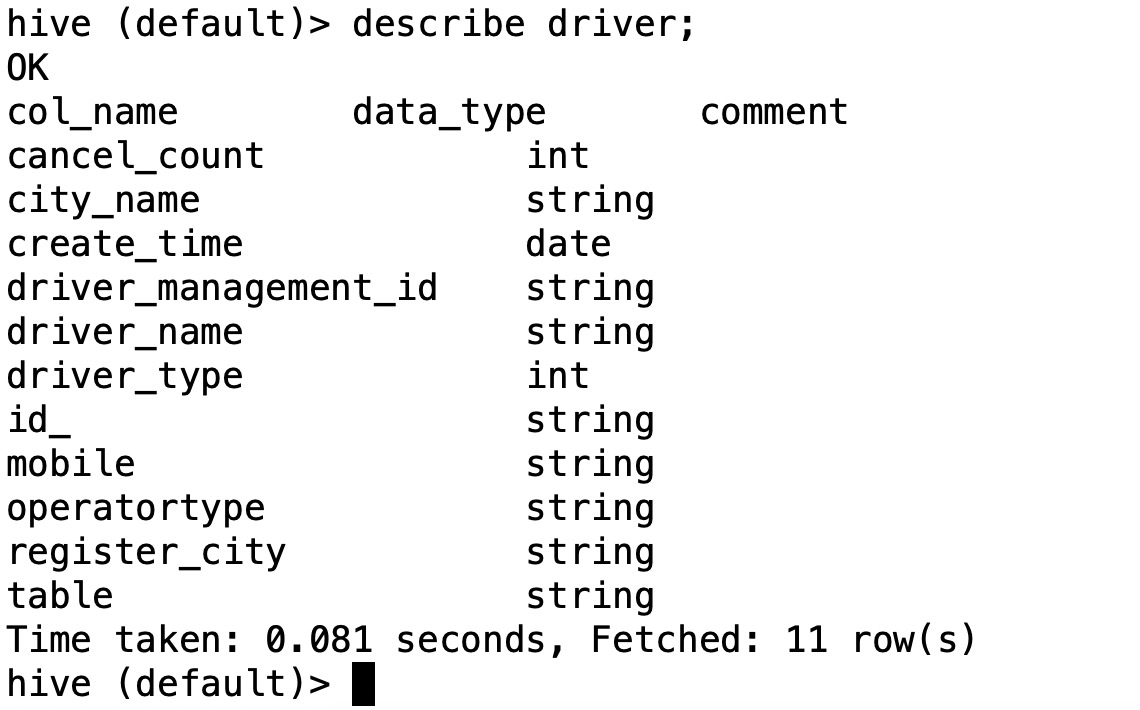 hive (default)> describe driver;
OK
col_name data_type comment
cancel_count int
city_name string
create_time date
driver_management_id string
driver_name string
driver_type int
id_ string
mobile string
operatortype string
register_city string
table string
Time taken: 0.081 seconds, Fetched: 11 row(s)
hive (default)>